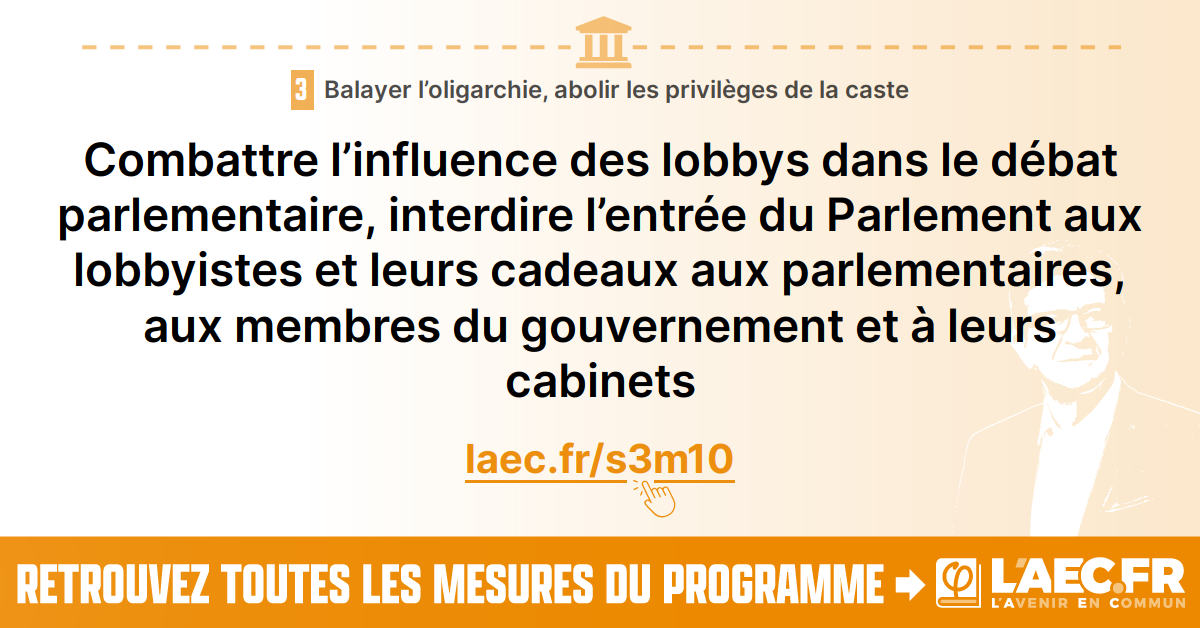 3 Balayer l’oligarchie, abolir les privilèges de la caste
Combattre l’influence des lobbys dans le débat
parlementaire, interdire l’entrée du Parlement aux
lobbyistes et leurs cadeaux aux parlementaires,
aux membres du gouvernement et à leurs
cabinets
laec.fr/s3m10
RETROUVEZ TOUTES LES MESURES DU PROGRAMME
φ L’AEC.FR
L’AVENIR EN COMMUN